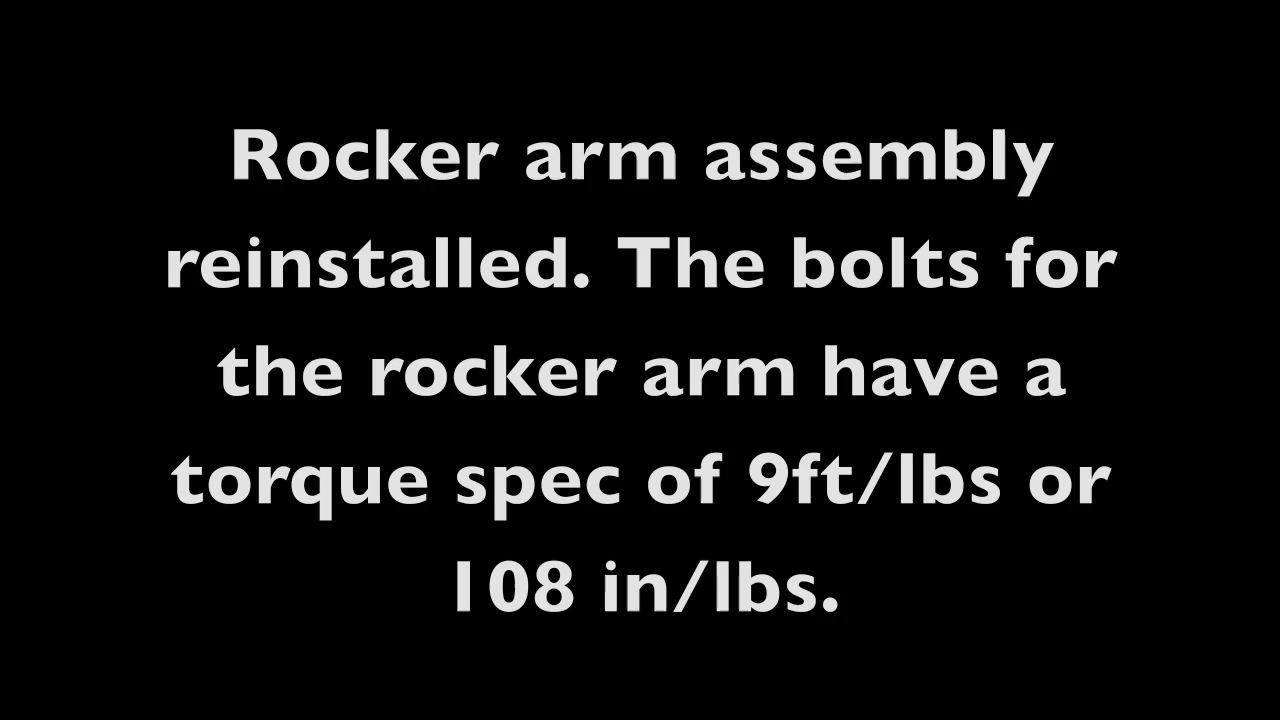 Rocker arm assembly
reinstalled. The bolts for
the rocker arm have a
torque spec of 9ft/lbs or
108 in/lbs.